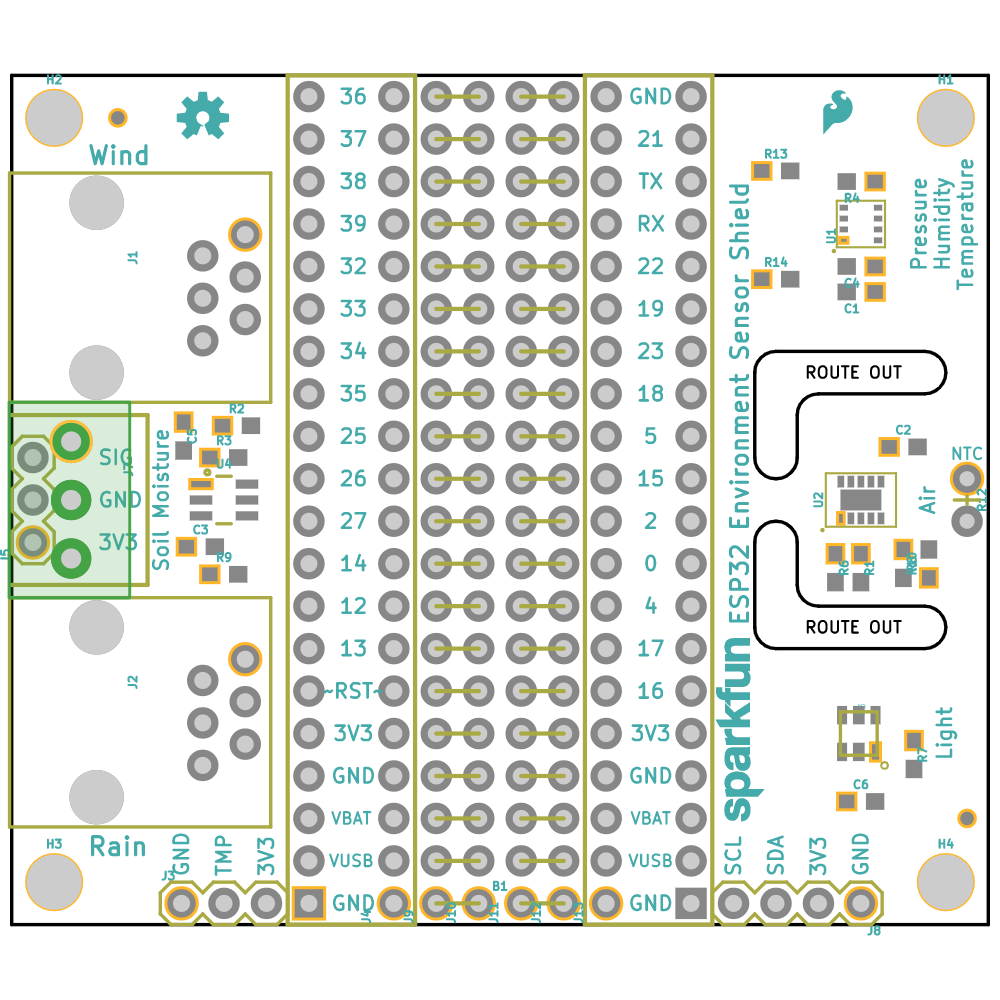 H2
H1
Wind
36
37
38
39
32
33
34
35
25
26
27
14
12
13
~RST~
3V3
GND
VBAT
VUSB
GND
GND
21
TX
RX
22
19
23
18
5
15
2
0
4
17
16
3V3
GND
VBAT
VUSB
GND
J1
R2
C5
R3
U4
SIG
GND
3V3
J5
Soil Moisture
C3
R9
J2
Rain
H3
J3
GND
TMP
3V3
J4
J9
J10
B1
J11
J12
J13
sparkfun ESP32 Environment Sensor Shield
R13
R4
U1
R14
C4
C1
Pressure
Humidity
Temperature
ROUTE OUT
C2
NTC
U2
Air
R12
R6
R1
ROUTE OUT
Light
R7
C6
H4
SCL
SDA
3V3
GND
J8